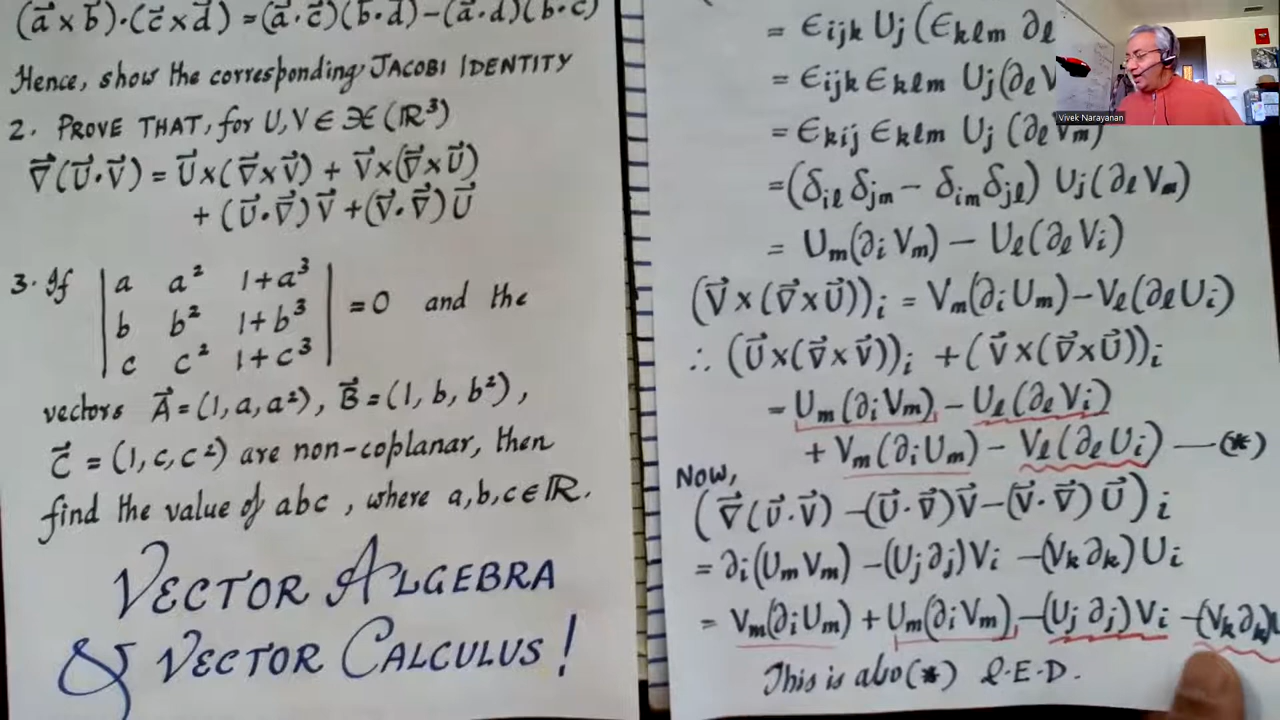 (a⃗ × b⃗)·(c⃗ × d⃗) = (a⃗·c⃗)(b⃗·d⃗) − (a⃗·d⃗)(b⃗·c⃗)
Hence, show the corresponding JACOBI IDENTITY
2. PROVE THAT, for U, V ∈ 𝔛(ℝ³)
∇⃗(U⃗·V⃗) = U⃗×(∇⃗×V⃗) + V⃗×(∇⃗×U⃗)
+ (U⃗·∇⃗)V⃗ + (V⃗·∇⃗)U⃗
3. If | a a² 1+a³ |
| b b² 1+b³ | = 0 and the
| c c² 1+c³ |
vectors A⃗ = (1, a, a²), B⃗ = (1, b, b²),
C⃗ = (1, c, c²) are non-coplanar, then
find the value of abc, where a, b, c ∈ ℝ.
VECTOR ALGEBRA
& VECTOR CALCULUS!
= ϵijk Uj (ϵklm ∂l
= ϵijk ϵklm Uj(∂l V
= ϵkij ϵklm Uj (∂l Vm)
= (δil δjm − δim δjl) Uj(∂l Vm)
= Um(∂i Vm) − Ul(∂l Vi)
(V⃗×(∇⃗×U⃗))i = Vm(∂i Um) − Vl(∂l Ui)
∴ (U⃗×(∇⃗×V⃗))i + (V⃗×(∇⃗×U⃗))i
= Um(∂i Vm) − Ul(∂l Vi)
+ Vm(∂i Um) − Vl(∂l Ui) — (*)
Now,
(∇⃗(U⃗·V⃗) − (U⃗·∇⃗)V⃗ − (V⃗·∇⃗)U⃗)i
= ∂i(Um Vm) − (Uj ∂j)Vi − (Vk ∂k)Ui
= Vm(∂i Um) + Um(∂i Vm) − (Uj ∂j)Vi − (Vk ∂k)
This is also (*) Q.E.D.
Vivek Narayanan